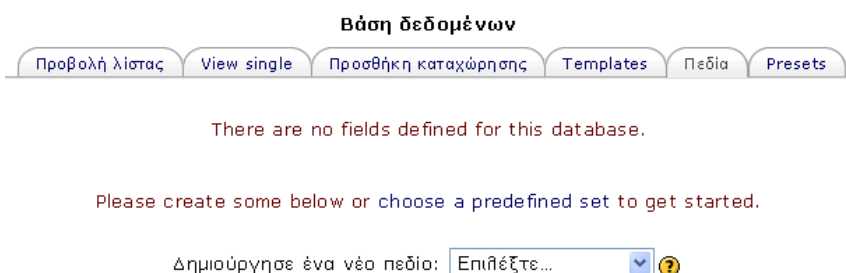 Βάση δεδομένων
Προβολή λίστας View single Προσθήκη καταχώρησης Templates Πεδία Presets
There are no fields defined for this database.
Please create some below or choose a predefined set to get started.
Δημιούργησε ένα νέο πεδίο: Επιλέξτε... ?